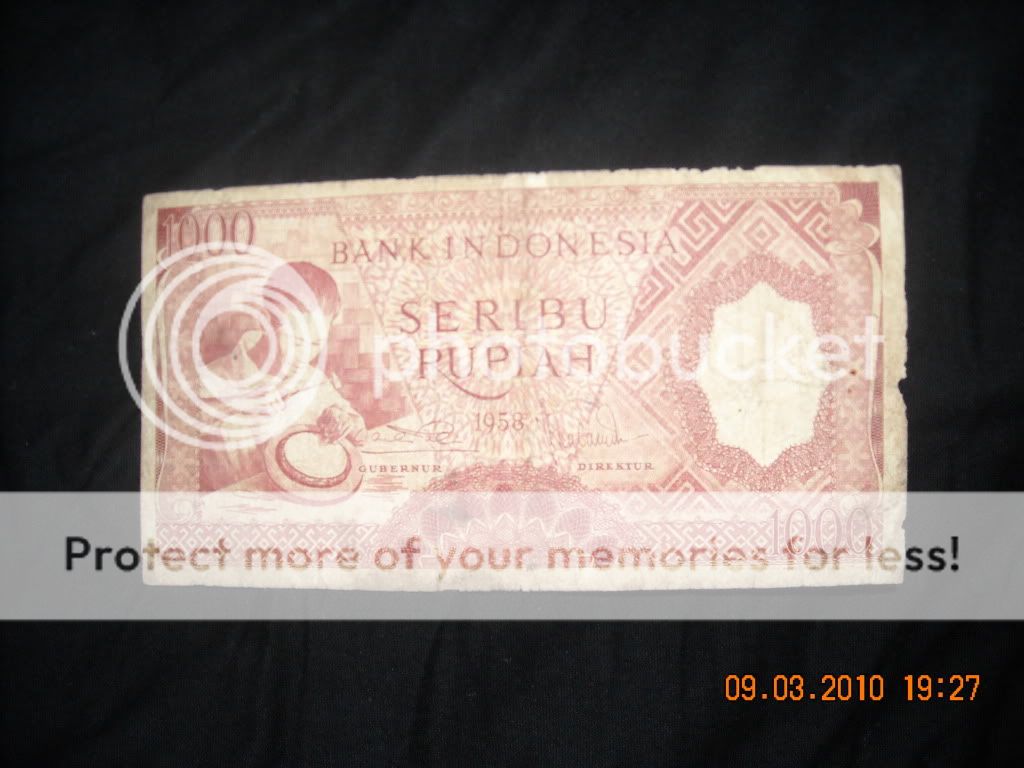 1000
BANK INDONESIA
SERIBU
RUPIAH
photobucket
1958
GUBERNUR DIREKTUR
1000
Protect more of your memories for less!
09.03.2010 19:27